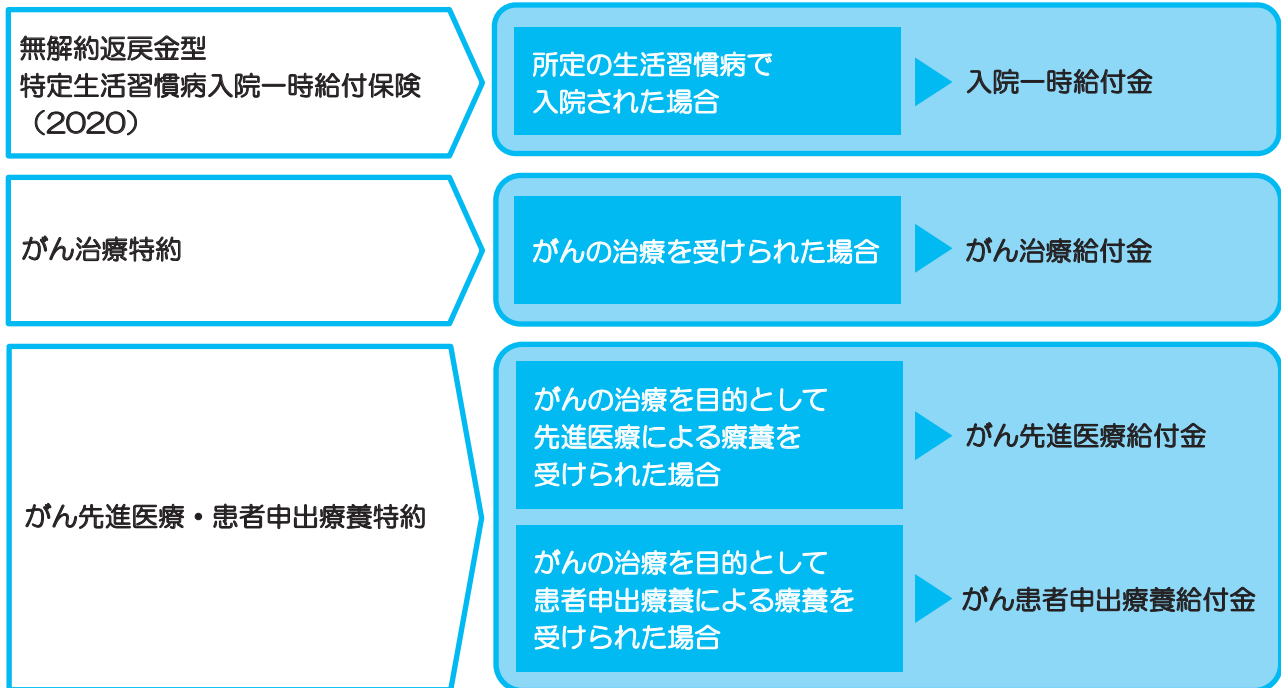 無解約返戻金型
特定生活習慣病入院一時給付保険
（2020）
所定の生活習慣病で
入院された場合
入院一時給付金
がん治療特約
がんの治療を受けられた場合
がん治療給付金
がん先進医療・患者申出療養特約
がんの治療を目的として
先進医療による療養を
受けられた場合
がん先進医療給付金
がんの治療を目的として
患者申出療養による療養を
受けられた場合
がん患者申出療養給付金